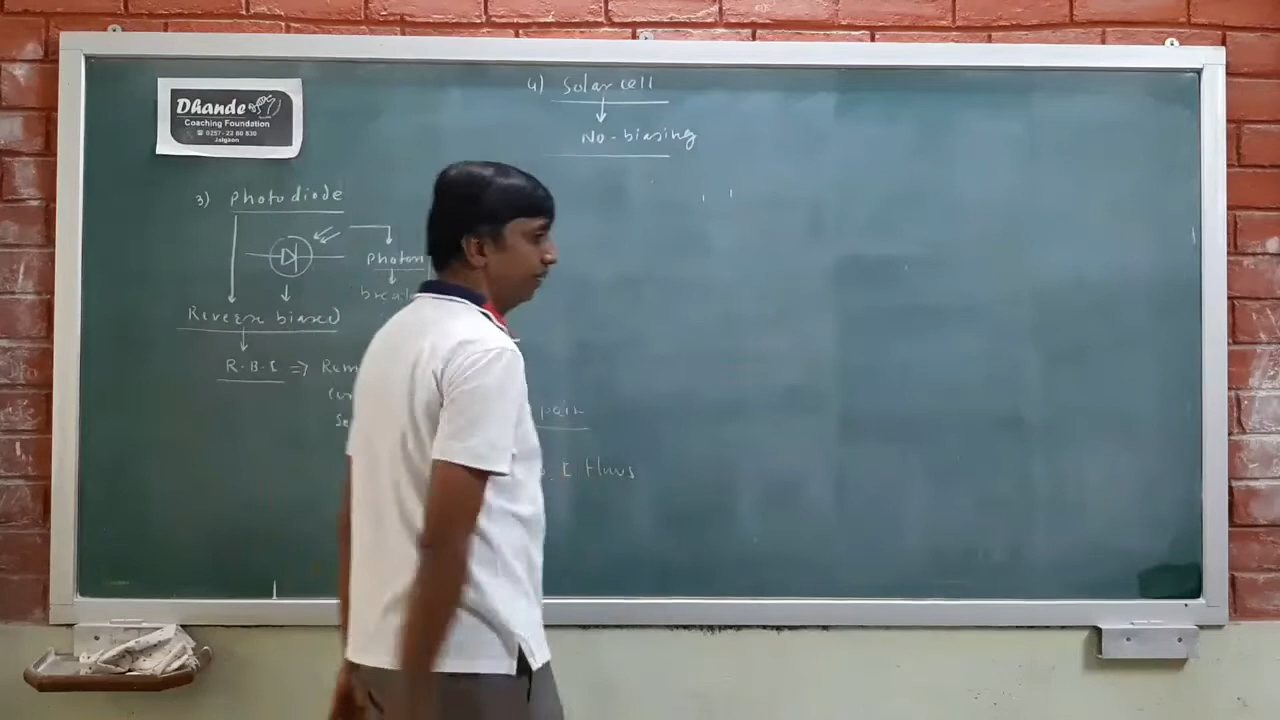 Dhande
Coaching Foundation
☎ 0257- 22 80 830
Jalgaon
4) Solar cell
No-biasing
3) Photodiode
Photon
Reverse biased
R.B.I =>
pair
I flows